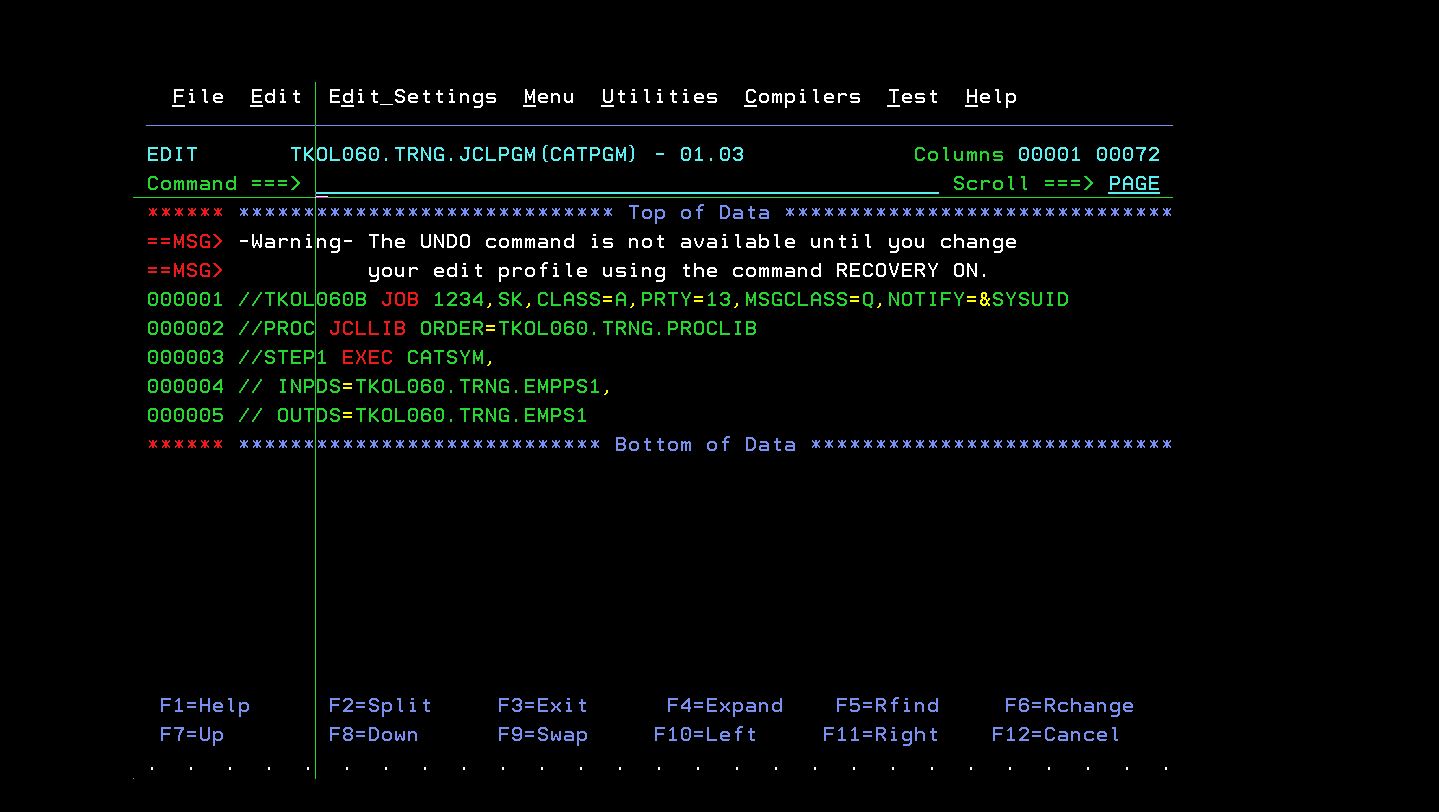 File  Edit  Edit_Settings  Menu  Utilities  Compilers  Test  Help
EDIT       TKOL060.TRNG.JCLPGM(CATPGM) - 01.03             Columns 00001 00072
Command ===>                                                  Scroll ===> PAGE
****** ***************************** Top of Data ******************************
==MSG> -Warning- The UNDO command is not available until you change
==MSG>           your edit profile using the command RECOVERY ON.
000001 //TKOL060B JOB 1234,SK,CLASS=A,PRTY=13,MSGCLASS=Q,NOTIFY=&SYSUID
000002 //PROC JCLLIB ORDER=TKOL060.TRNG.PROCLIB
000003 //STEP1 EXEC CATSYM,
000004 // INPDS=TKOL060.TRNG.EMPPS1,
000005 // OUTDS=TKOL060.TRNG.EMPS1
****** **************************** Bottom of Data ****************************
F1=Help      F2=Split     F3=Exit      F4=Expand    F5=Rfind     F6=Rchange
F7=Up        F8=Down      F9=Swap     F10=Left     F11=Right    F12=Cancel
. . . . . . . . . . . . . . . . . . . . . . . . . . .